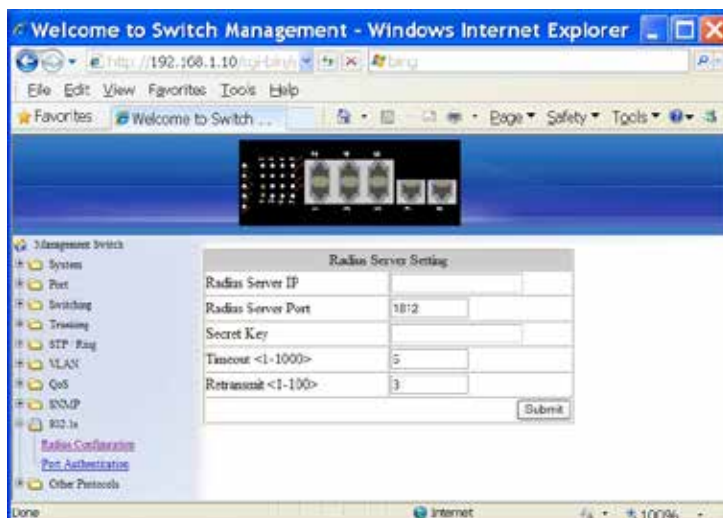 Welcome to Switch Management - Windows Internet Explorer
http://192.168.1.10/cgi-bin/ bing
File Edit View Favorites Tools Help
Favorites Welcome to Switch ... Page Safety Tools
Management Switch
System
Port
Switching
Trunking
STP Ring
VLAN
QoS
SNMP
802.1x
Radius Configuration
Port Authentication
Other Protocols
Radius Server Setting
Radius Server IP
Radius Server Port 1812
Secret Key
Timeout <1-1000> 5
Retransmit <1-100> 3
Submit
Done Internet 100%